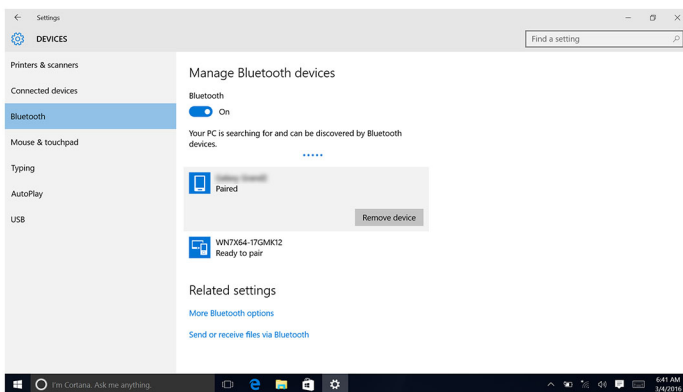 Settings
DEVICES
Find a setting
Printers & scanners
Connected devices
Bluetooth
Mouse & touchpad
Typing
AutoPlay
USB
Manage Bluetooth devices
Bluetooth
On
Your PC is searching for and can be discovered by Bluetooth
devices.
Paired
Remove device
WN7X64-17GMK12
Ready to pair
Related settings
More Bluetooth options
Send or receive files via Bluetooth
I'm Cortana. Ask me anything.
6:41 AM
3/4/2016